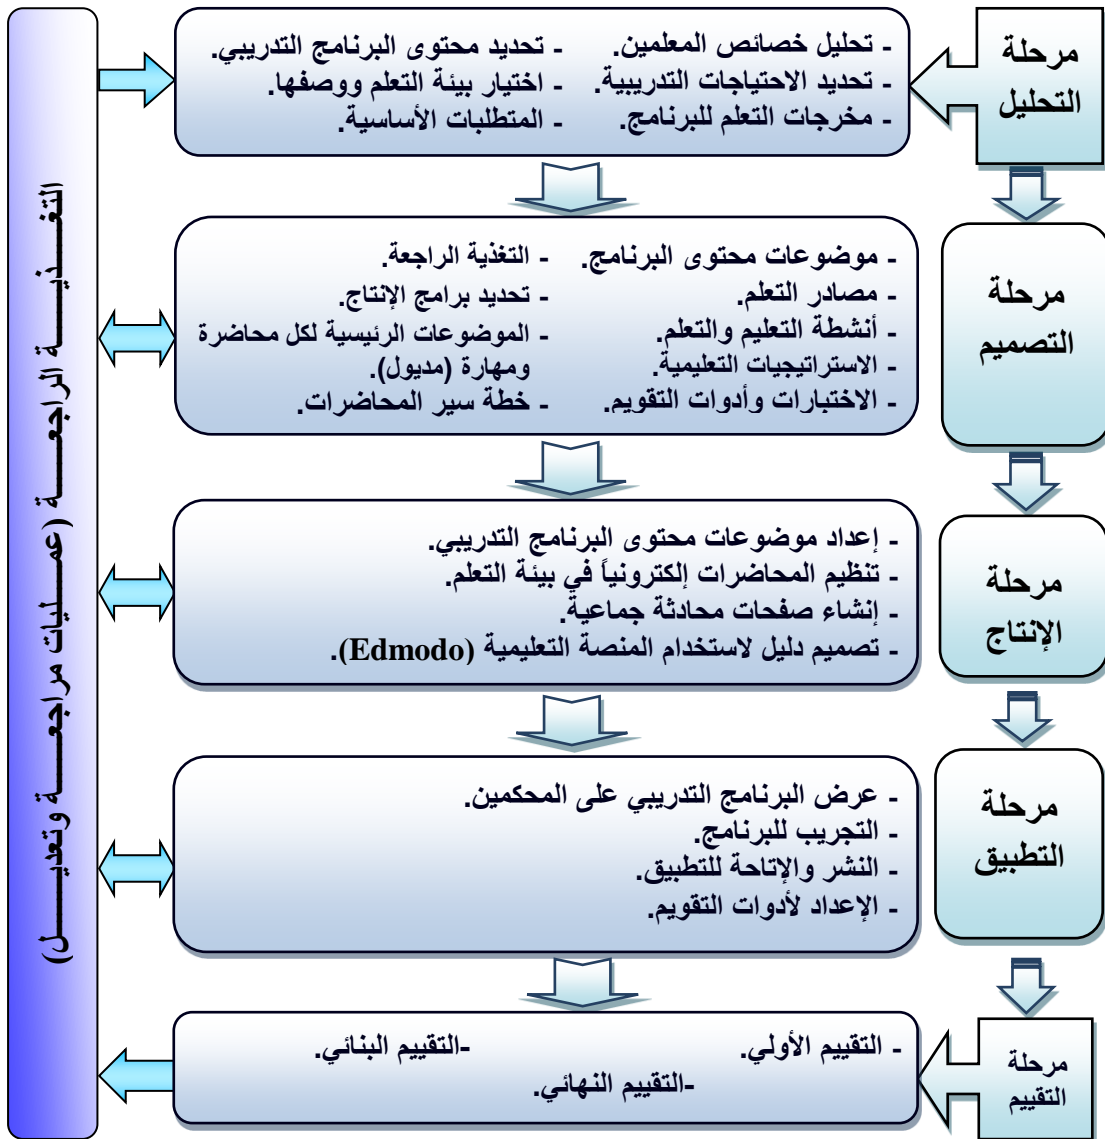 مرحلة
التحليل
- تحليل خصائص المعلمين.
- تحديد الاحتياجات التدريبية.
- مخرجات التعلم للبرنامج.
- تحديد محتوى البرنامج التدريبي.
- اختيار بيئة التعلم ووصفها.
- المتطلبات الأساسية.
مرحلة
التصميم
- موضوعات محتوى البرنامج.
- مصادر التعلم.
- أنشطة التعليم والتعلم.
- الاستراتيجيات التعليمية.
- الاختبارات وأدوات التقويم.
- التغذية الراجعة.
- تحديد برامج الإنتاج.
- الموضوعات الرئيسية لكل محاضرة
ومهارة (مديول).
- خطة سير المحاضرات.
مرحلة
الإنتاج
- إعداد موضوعات محتوى البرنامج التدريبي.
- تنظيم المحاضرات إلكترونياً في بيئة التعلم.
- إنشاء صفحات محادثة جماعية.
- تصميم دليل لاستخدام المنصة التعليمية (Edmodo).
مرحلة
التطبيق
- عرض البرنامج التدريبي على المحكمين.
- التجريب للبرنامج.
- النشر والإتاحة للتطبيق.
- الإعداد لأدوات التقويم.
مرحلة
التقييم
- التقييم الأولي.
-التقييم البنائي.
-التقييم النهائي.
التغـــــذيـــــة الراجعـــــة (عمـــــليات مراجعـــــة وتعديـــــل)